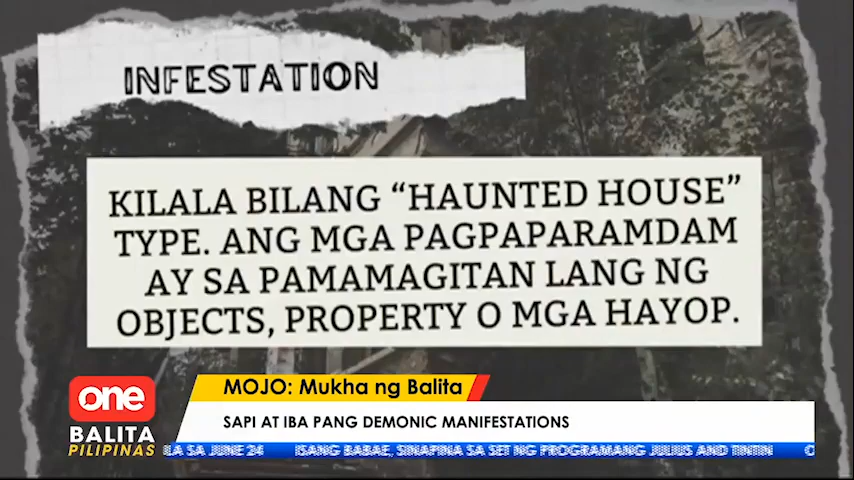 INFESTATION
KILALA BILANG “HAUNTED HOUSE”
TYPE. ANG MGA PAGPAPARAMDAM
AY SA PAMAMAGITAN LANG NG
OBJECTS, PROPERTY O MGA HAYOP.
one
BALITA
PILIPINAS
MOJO: Mukha ng Balita
SAPI AT IBA PANG DEMONIC MANIFESTATIONS
LA SA JUNE 24 ISANG BABAE, SINAPINA SA SET NG PROGRAMANG JULIUS AND TINTIN